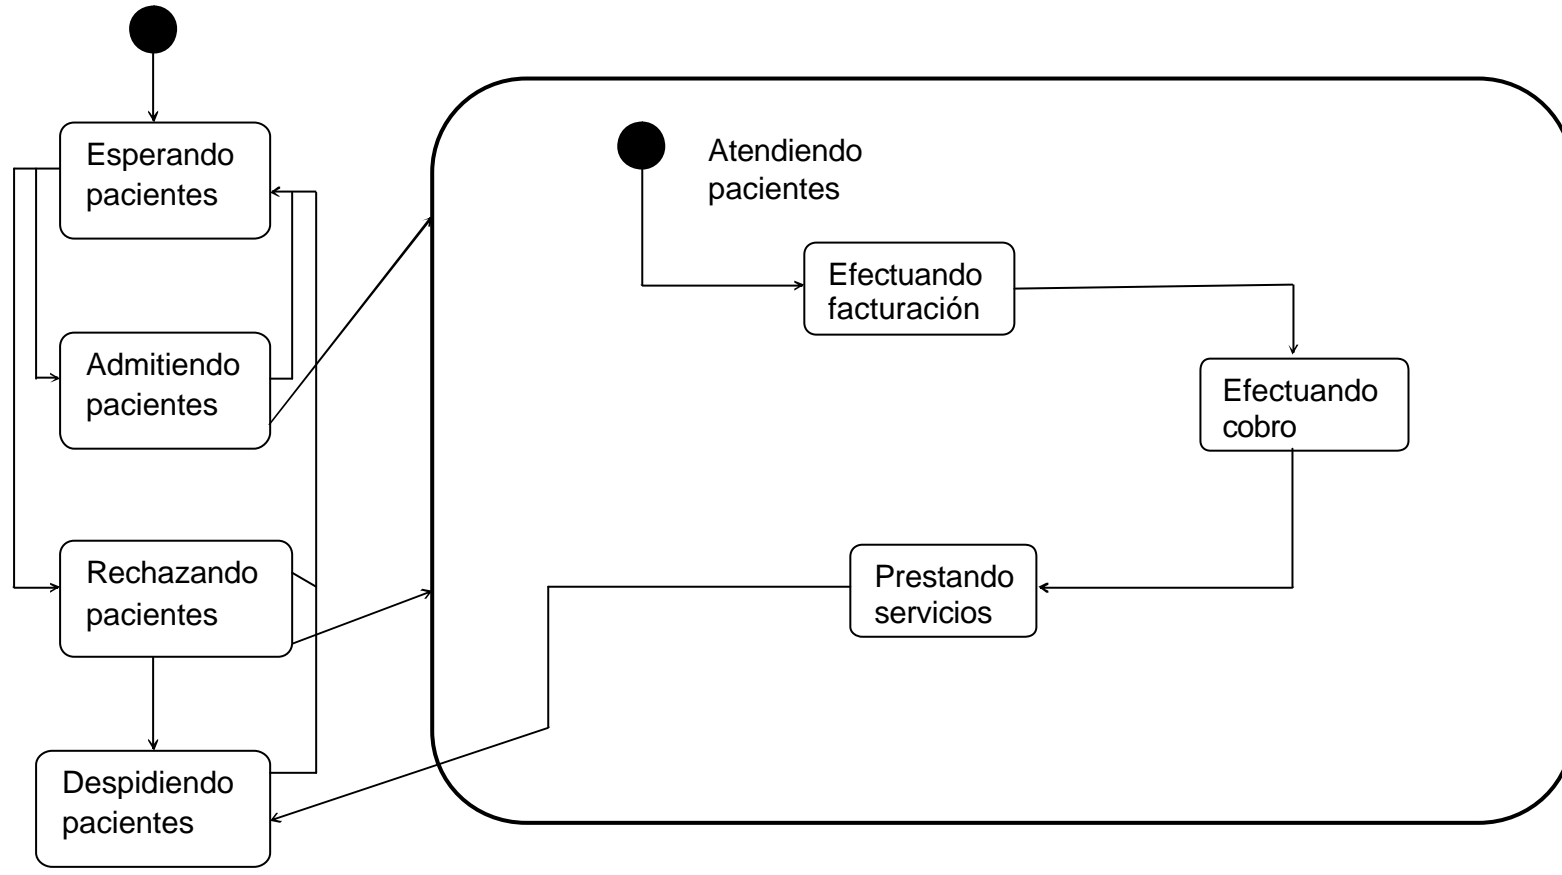 Esperando
pacientes
Admitiendo
pacientes
Rechazando
pacientes
Despidiendo
pacientes
Atendiendo
pacientes
Efectuando
facturación
Efectuando
cobro
Prestando
servicios